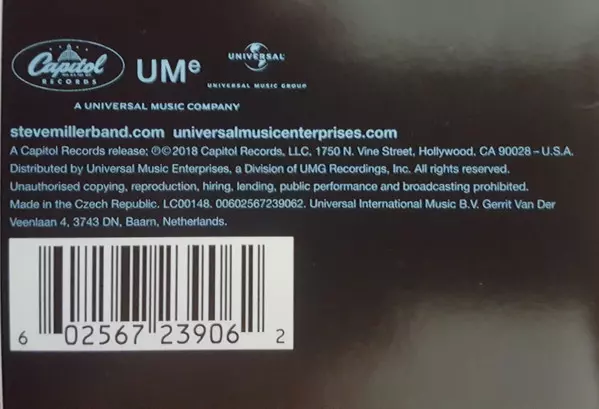 Capitol
RECORDS
UMe
UNIVERSAL
UNIVERSAL MUSIC GROUP
A UNIVERSAL MUSIC COMPANY
stevemillerband.com universalmusicenterprises.com
A Capitol Records release; ℗©2018 Capitol Records, LLC, 1750 N. Vine Street, Hollywood, CA 90028 – U.S.A.
Distributed by Universal Music Enterprises, a Division of UMG Recordings, Inc. All rights reserved.
Unauthorised copying, reproduction, hiring, lending, public performance and broadcasting prohibited.
Made in the Czech Republic. LC00148. 00602567239062. Universal International Music B.V. Gerrit Van Der
Veenlaan 4, 3743 DN, Baarn, Netherlands.
6 02567 23906 2